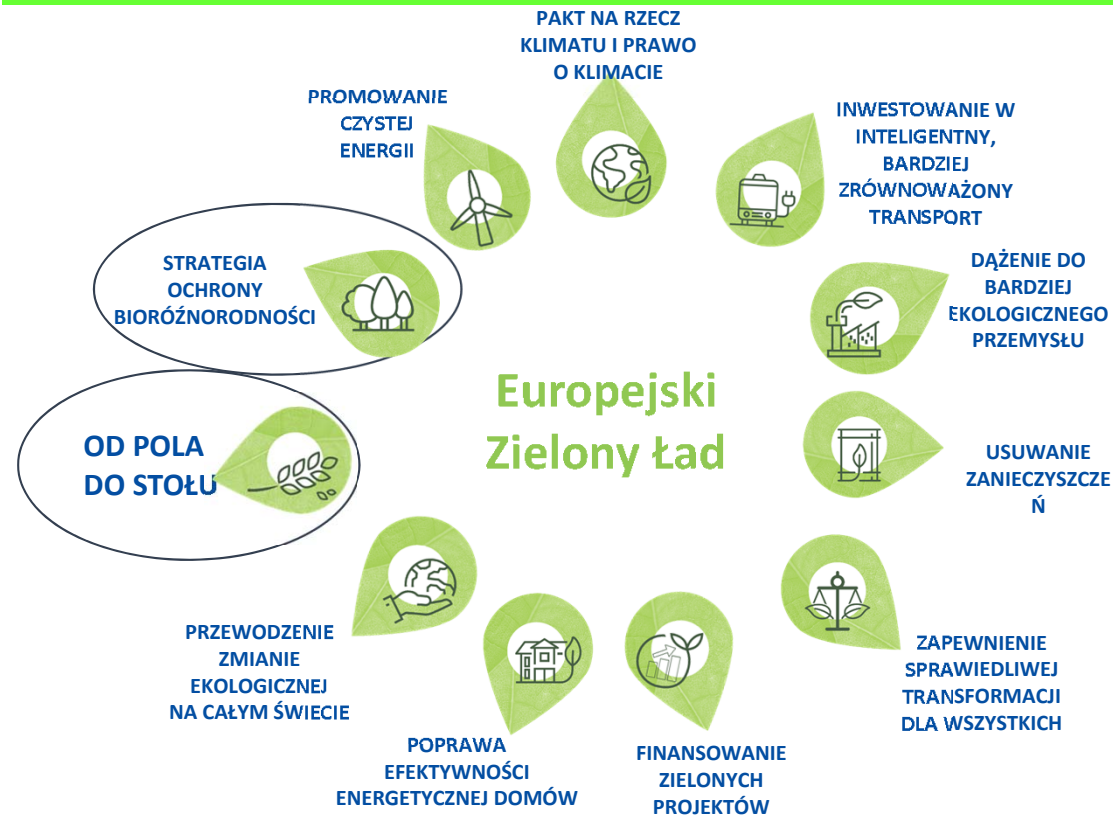 PAKT NA RZECZ
KLIMATU I PRAWO
O KLIMACIE
PROMOWANIE
CZYSTEJ
ENERGII
INWESTOWANIE W
INTELIGENTNY,
BARDZIEJ
ZRÓWNOWAŻONY
TRANSPORT
STRATEGIA
OCHRONY
BIORÓŻNORODNOŚCI
DĄŻENIE DO
BARDZIEJ
EKOLOGICZNEGO
PRZEMYSŁU
Europejski
Zielony Ład
OD POLA
DO STOŁU
USUWANIE
ZANIECZYSZCZE
Ń
PRZEWODZENIE
ZMIANIE
EKOLOGICZNEJ
NA CAŁYM ŚWIECIE
ZAPEWNIENIE
SPRAWIEDLIWEJ
TRANSFORMACJI
DLA WSZYSTKICH
POPRAWA
EFEKTYWNOŚCI
ENERGETYCZNEJ DOMÓW
FINANSOWANIE
ZIELONYCH
PROJEKTÓW